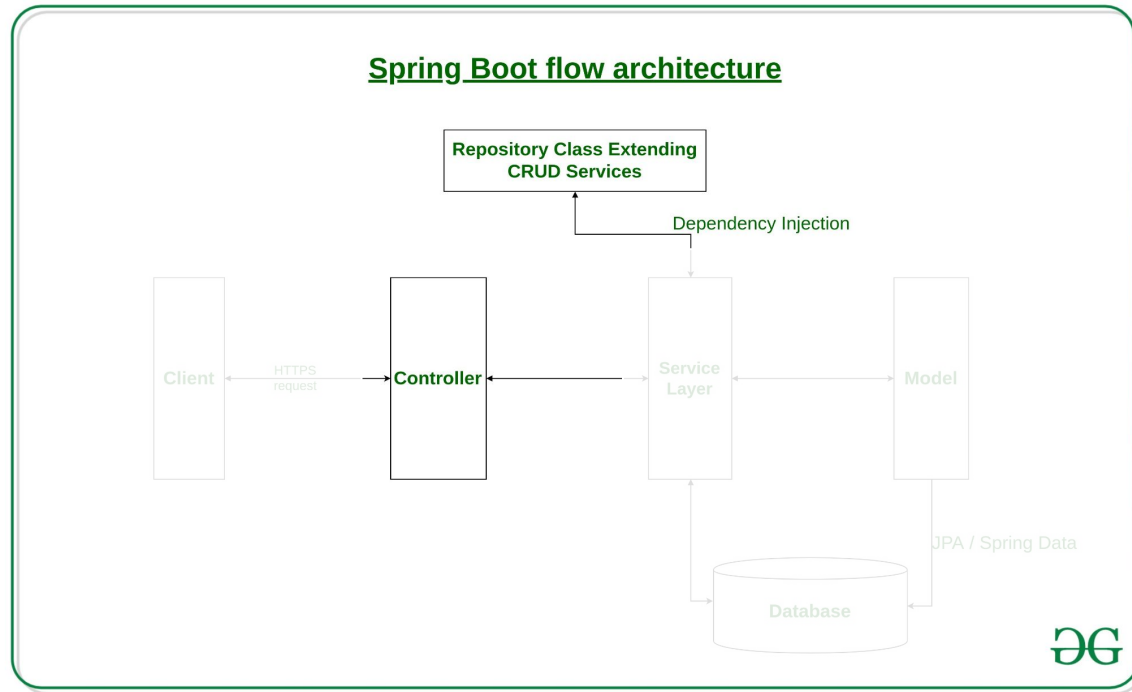 Spring Boot flow architecture
Repository Class Extending
CRUD Services
Dependency Injection
Client
HTTPS
request
Controller
Service
Layer
Model
JPA / Spring Data
Database